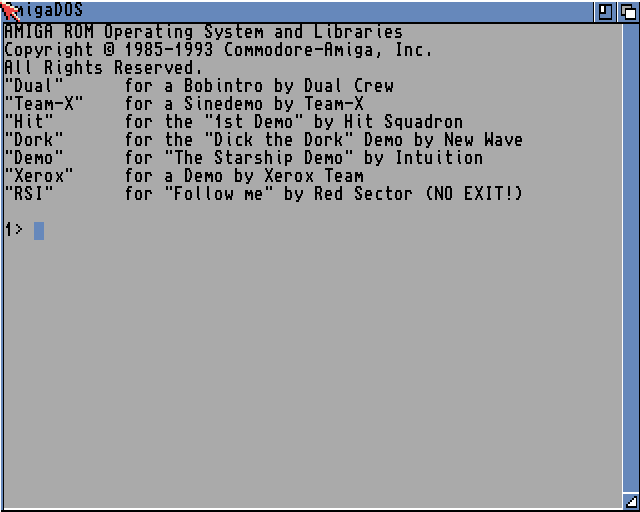 AmigaDOS
AMIGA ROM Operating System and Libraries
Copyright © 1985-1993 Commodore-Amiga, Inc.
All Rights Reserved.
"Dual"      for a Bobintro by Dual Crew
"Team-X"    for a Sinedemo by Team-X
"Hit"       for the "1st Demo" by Hit Squadron
"Dork"      for the "Dick the Dork" Demo by New Wave
"Demo"      for "The Starship Demo" by Intuition
"Xerox"     for a Demo by Xerox Team
"RSI"       for "Follow me" by Red Sector (NO EXIT!)
1>